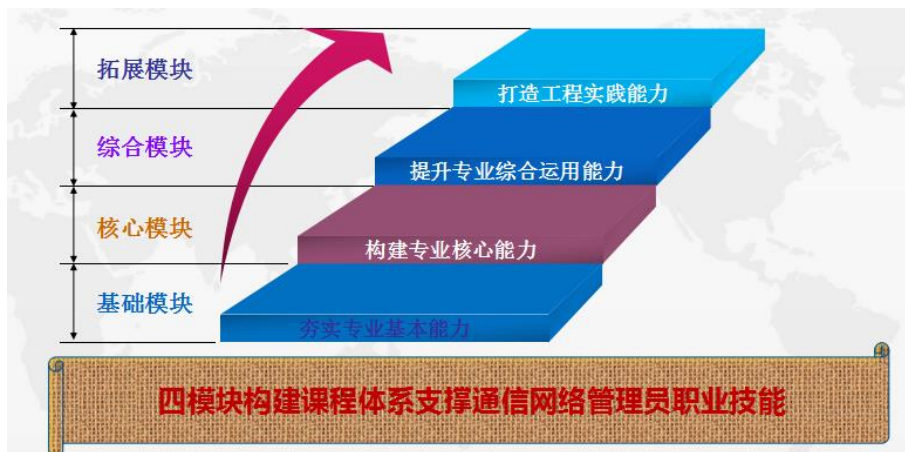 拓展模块
打造工程实践能力
综合模块
提升专业综合运用能力
核心模块
构建专业核心能力
基础模块
夯实专业基本能力
四模块构建课程体系支撑通信网络管理员职业技能